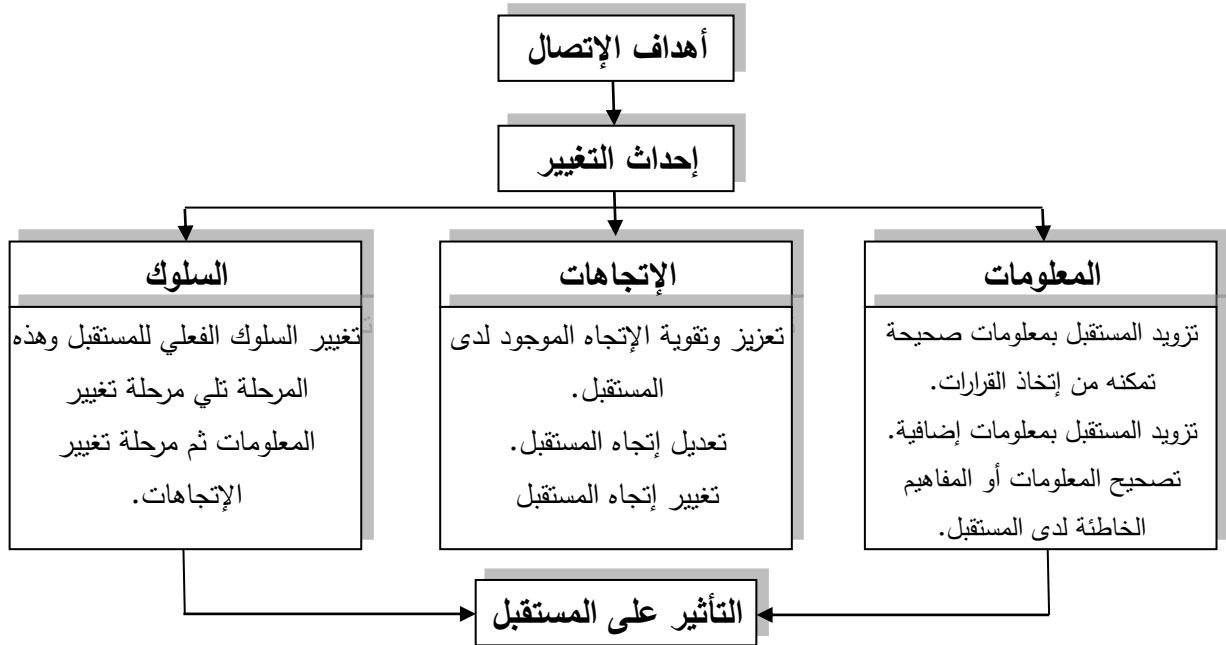 أهداف الإتصال
إحداث التغيير
المعلومات
تزويد المستقبل بمعلومات صحيحة
تمكنه من إتخاذ القرارات.
تزويد المستقبل بمعلومات إضافية.
تصحيح المعلومات أو المفاهيم
الخاطئة لدى المستقبل.
الإتجاهات
تعزيز وتقوية الإتجاه الموجود لدى
المستقبل.
تعديل إتجاه المستقبل.
تغيير إتجاه المستقبل
السلوك
تغيير السلوك الفعلي للمستقبل وهذه
المرحلة تلي مرحلة تغيير
المعلومات ثم مرحلة تغيير
الإتجاهات.
التأثير على المستقبل